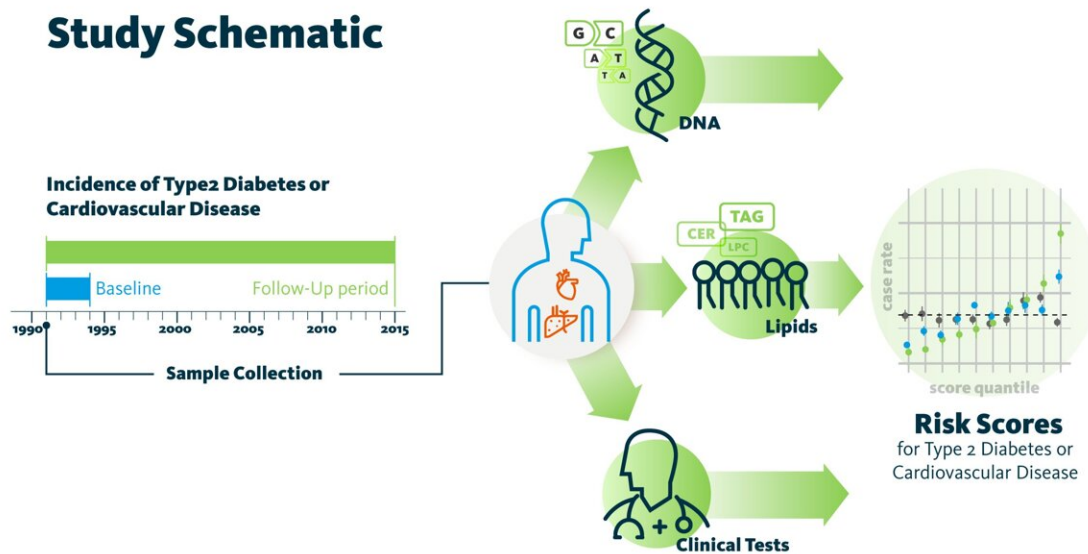 Study Schematic
Incidence of Type2 Diabetes or
Cardiovascular Disease
Baseline
Follow-Up period
1990
1995
2000
2005
2010
2015
Sample Collection
G C
A T
T A
DNA
TAG
CER
LPC
Lipids
Clinical Tests
case rate
score quantile
Risk Scores
for Type 2 Diabetes or
Cardiovascular Disease